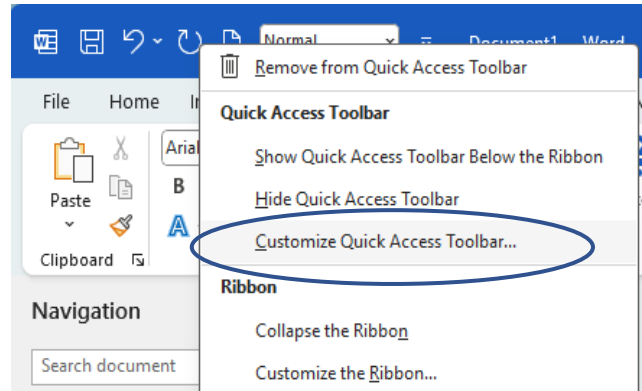 Normal Document1 Word
Remove from Quick Access Toolbar
File Home
Quick Access Toolbar
Show Quick Access Toolbar Below the Ribbon
Paste
B
Hide Quick Access Toolbar
A
Customize Quick Access Toolbar...
Clipboard
Ribbon
Navigation
Collapse the Ribbon
Search document
Customize the Ribbon...